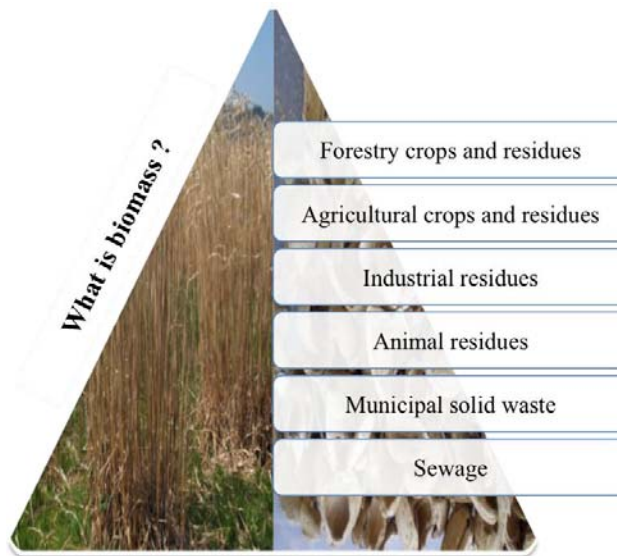 What is biomass ?
Forestry crops and residues
Agricultural crops and residues
Industrial residues
Animal residues
Municipal solid waste
Sewage